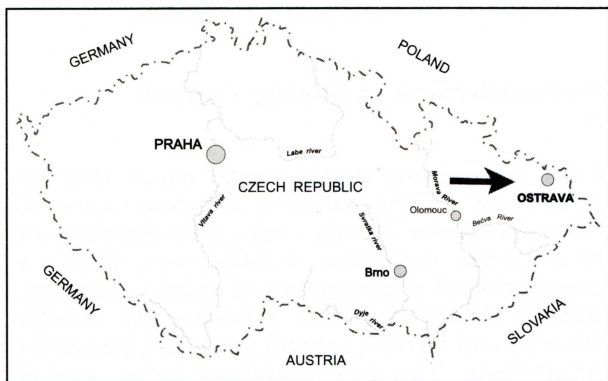 GERMANY
POLAND
PRAHA
Labe river
CZECH REPUBLIC
Morava River
OSTRAVA
Vltava river
Svratka river
Olomouc
Bečva River
Brno
GERMANY
Dyje river
SLOVAKIA
AUSTRIA